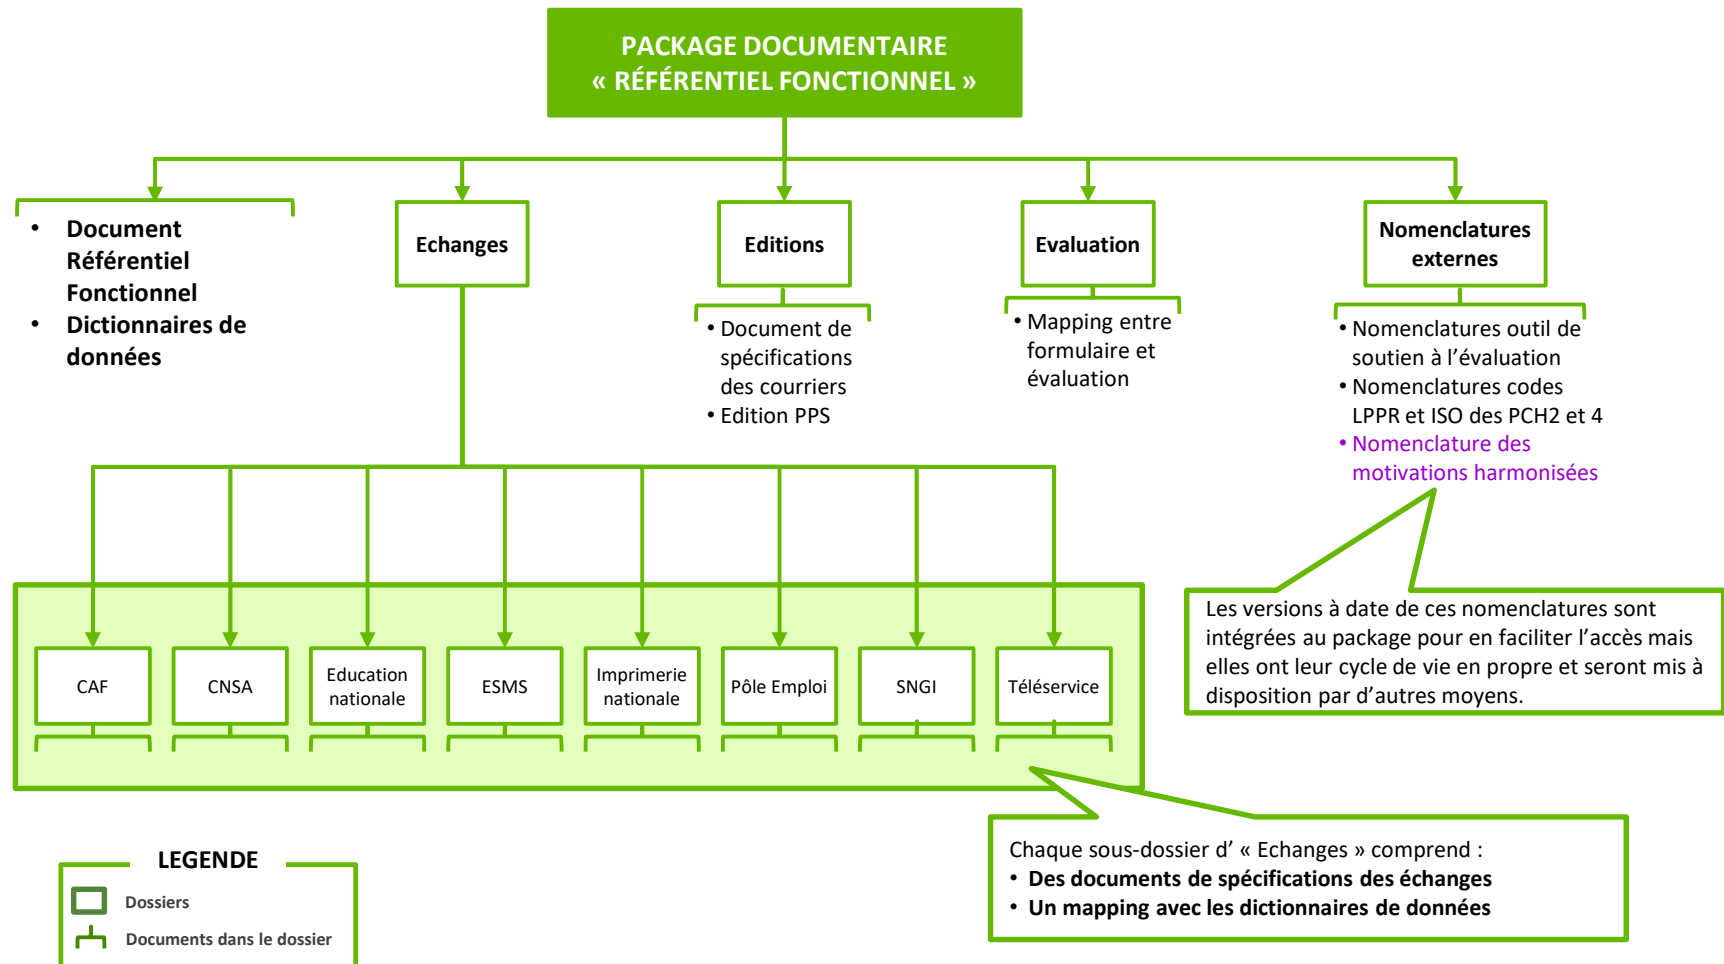 PACKAGE DOCUMENTAIRE
« RÉFÉRENTIEL FONCTIONNEL »
• Document
Référentiel
Fonctionnel
• Dictionnaires de
données
Echanges
Editions
• Document de
spécifications
des courriers
• Edition PPS
Evaluation
• Mapping entre
formulaire et
évaluation
Nomenclatures
externes
• Nomenclatures outil de
soutien à l’évaluation
• Nomenclatures codes
LPPR et ISO des PCH2 et 4
• Nomenclature des
motivations harmonisées
Les versions à date de ces nomenclatures sont
intégrées au package pour en faciliter l’accès mais
elles ont leur cycle de vie en propre et seront mis à
disposition par d’autres moyens.
CAF
CNSA
Education
nationale
ESMS
Imprimerie
nationale
Pôle Emploi
SNGI
Téléservice
Chaque sous-dossier d’ « Echanges » comprend :
• Des documents de spécifications des échanges
• Un mapping avec les dictionnaires de données
LEGENDE
Dossiers
Documents dans le dossier